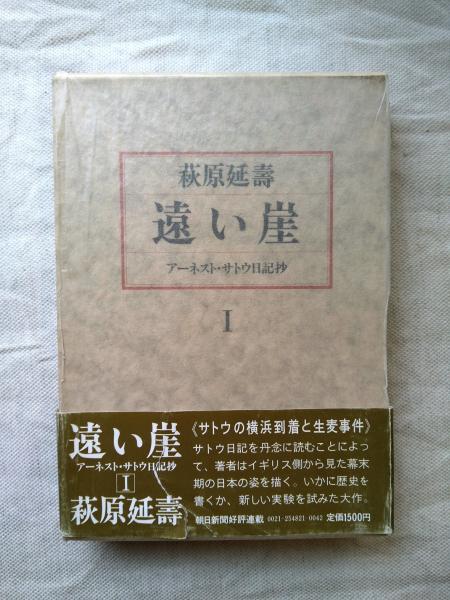 萩原延壽
遠い崖
アーネスト・サトウ日記抄
I
遠い崖
アーネスト・サトウ日記抄
I
萩原延壽
《サトウの横浜到着と生麦事件》
サトウ日記を丹念に読むことによっ
て、著者はイギリス側から見た幕末
期の日本の姿を描く。いかに歴史を
書くか、新しい実験を試みた大作。
朝日新聞好評連載 0021-254821-0042 定価1500円